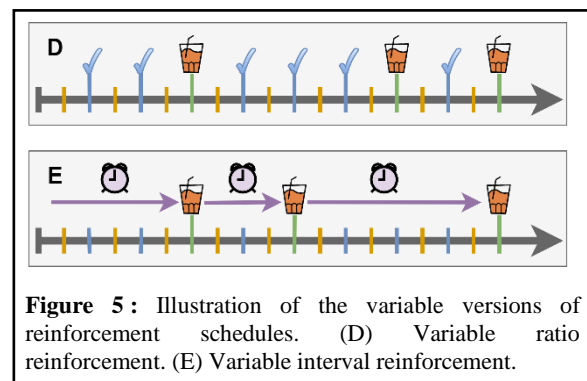 D
E
Figure 5 : Illustration of the variable versions of
reinforcement schedules. (D) Variable ratio
reinforcement. (E) Variable interval reinforcement.